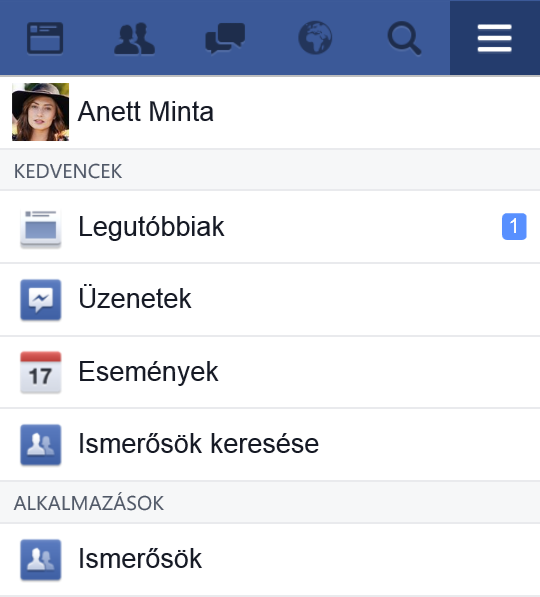 Anett Minta
KEDVENCEK
Legutóbbiak 1
Üzenetek
17 Események
Ismerősök keresése
ALKALMAZÁSOK
Ismerősök